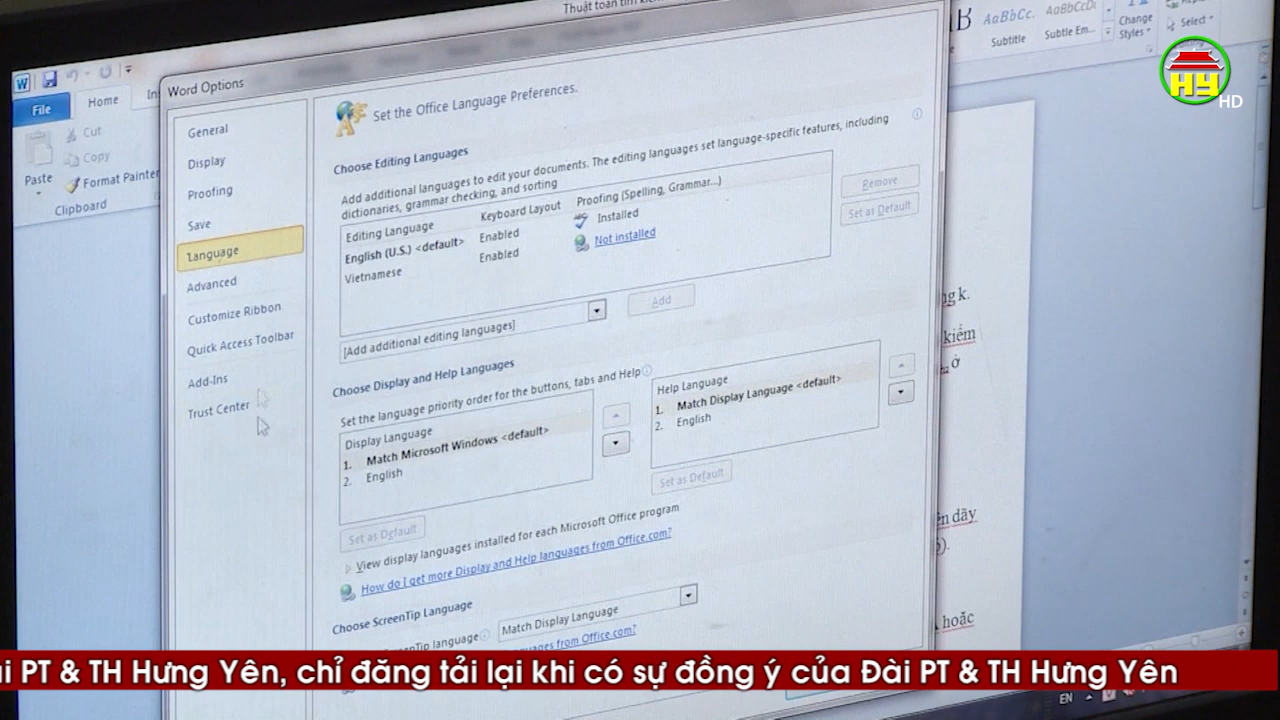 Thuật toán tìm kiếm
Word Options
File
Home
Cut
Copy
Format Painter
Paste
Clipboard
General
Display
Proofing
Save
Language
Advanced
Customize Ribbon
Quick Access Toolbar
Add-Ins
Trust Center
Set the Office Language Preferences.
Choose Editing Languages
Add additional languages to edit your documents. The editing languages set language-specific features, including
dictionaries, grammar checking, and sorting
Editing Language Keyboard Layout Proofing (Spelling, Grammar...)
English (U.S.) <default> Enabled Installed
Vietnamese Enabled Not installed
Remove
Set as Default
[Add additional editing languages]
Add
Choose Display and Help Languages
Set the language priority order for the buttons, tabs and Help
Display Language
1. Match Microsoft Windows <default>
2. English
Set as Default
Help Language
1. Match Display Language <default>
2. English
Set as Default
View display languages installed for each Microsoft Office program
How do I get more Display and Help languages from Office.com?
Choose ScreenTip Language
Match Display Language
AaBbCc.
AaBbCcDi
Subtitle
Subtle Em...
Change
Styles
Select
k.
kiếm
ở
dãy
hoặc
HY
HD
PT & TH Hưng Yên, chỉ đăng tải lại khi có sự đồng ý của Đài PT & TH Hưng Yên
EN